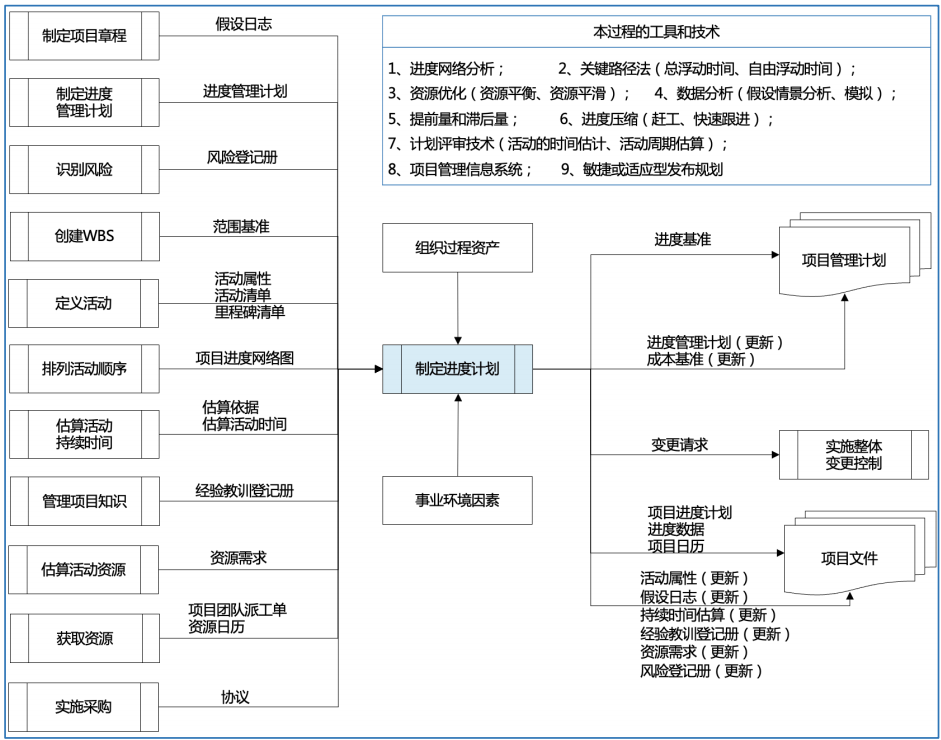 制定项目章程
假设日志
制定进度
管理计划
进度管理计划
识别风险
风险登记册
创建WBS
范围基准
定义活动
活动属性
活动清单
里程碑清单
排列活动顺序
项目进度网络图
估算活动
持续时间
估算依据
估算活动时间
管理项目知识
经验教训登记册
估算活动资源
资源需求
获取资源
项目团队派工单
资源日历
实施采购
协议
本过程的工具和技术
1、进度网络分析； 2、关键路径法（总浮动时间、自由浮动时间）；
3、资源优化（资源平衡、资源平滑）； 4、数据分析（假设情景分析、模拟）；
5、提前量和滞后量； 6、进度压缩（赶工、快速跟进）；
7、计划评审技术（活动的时间估计、活动周期估算）；
8、项目管理信息系统； 9、敏捷或适应型发布规划
组织过程资产
制定进度计划
事业环境因素
进度基准
项目管理计划
进度管理计划（更新）
成本基准（更新）
变更请求
实施整体
变更控制
项目进度计划
进度数据
项目日历
项目文件
活动属性（更新）
假设日志（更新）
持续时间估算（更新）
经验教训登记册（更新）
资源需求（更新）
风险登记册（更新）